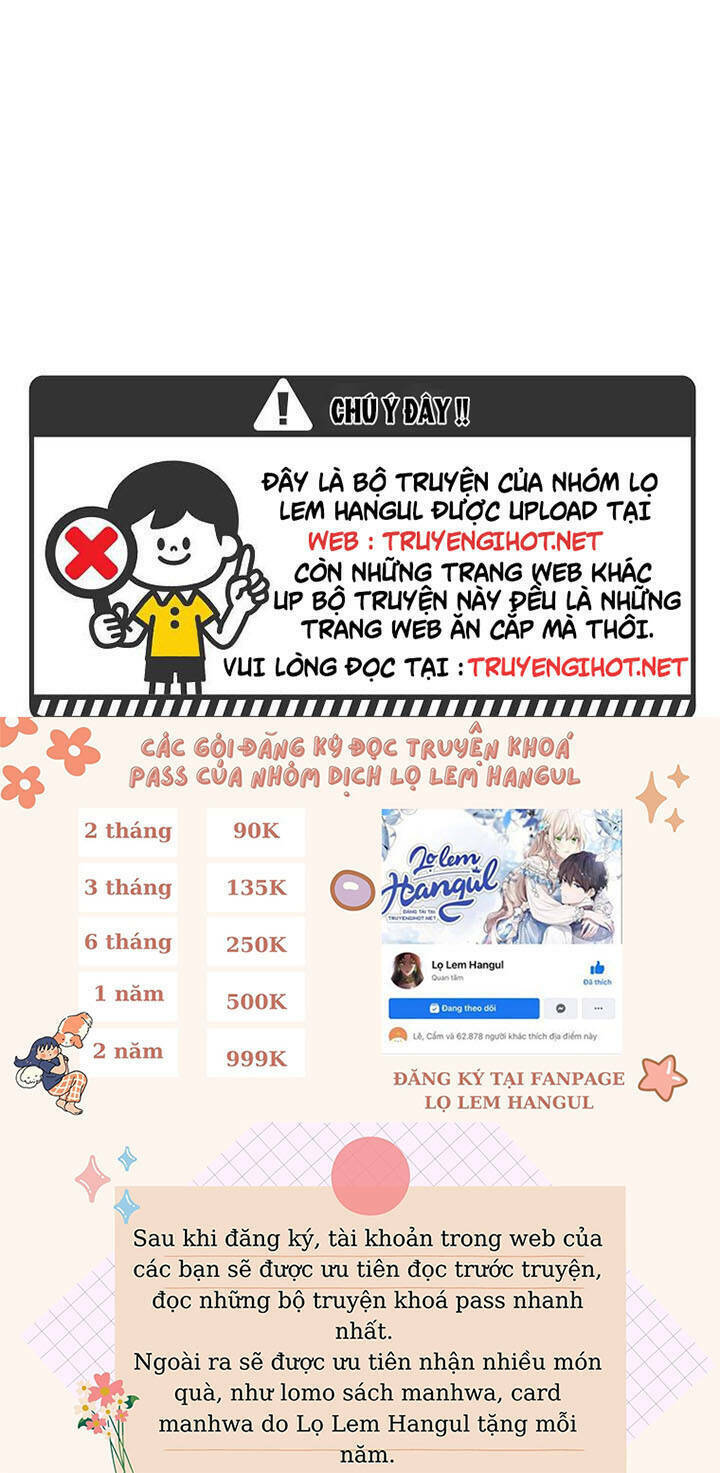 CHÚ Ý ĐÂY !!
ĐÂY LÀ BỘ TRUYỆN CỦA NHÓM LỌ
LEM HANGUL ĐƯỢC UPLOAD TẠI
WEB : TRUYENGIHOT.NET
CÒN NHỮNG TRANG WEB KHÁC
UP BỘ TRUYỆN NÀY ĐỀU LÀ NHỮNG
TRANG WEB ĂN CẮP MÀ THÔI.
VUI LÒNG ĐỌC TẠI : TRUYENGIHOT.NET
CÁC GÓI ĐĂNG KÝ ĐỌC TRUYỆN KHOÁ
PASS CỦA NHÓM DỊCH LỌ LEM HANGUL
2 tháng 90K
3 tháng 135K
6 tháng 250K
1 năm 500K
2 năm 999K
Lọ lem
Hangul
ĐĂNG TẢI TẠI
TRUYENGIHOT.NET
Lọ Lem Hangul
Quan tâm
Đã thích
Đang theo dõi
Lê, Cẩm và 62.878 người khác thích địa điểm này
ĐĂNG KÝ TẠI FANPAGE
LỌ LEM HANGUL
Sau khi đăng ký, tài khoản trong web của
các bạn sẽ được ưu tiên đọc trước truyện,
đọc những bộ truyện khoá pass nhanh
nhất.
Ngoài ra sẽ được ưu tiên nhận nhiều món
quà, như lomo sách manhwa, card
manhwa do Lọ Lem Hangul tặng mỗi
năm.